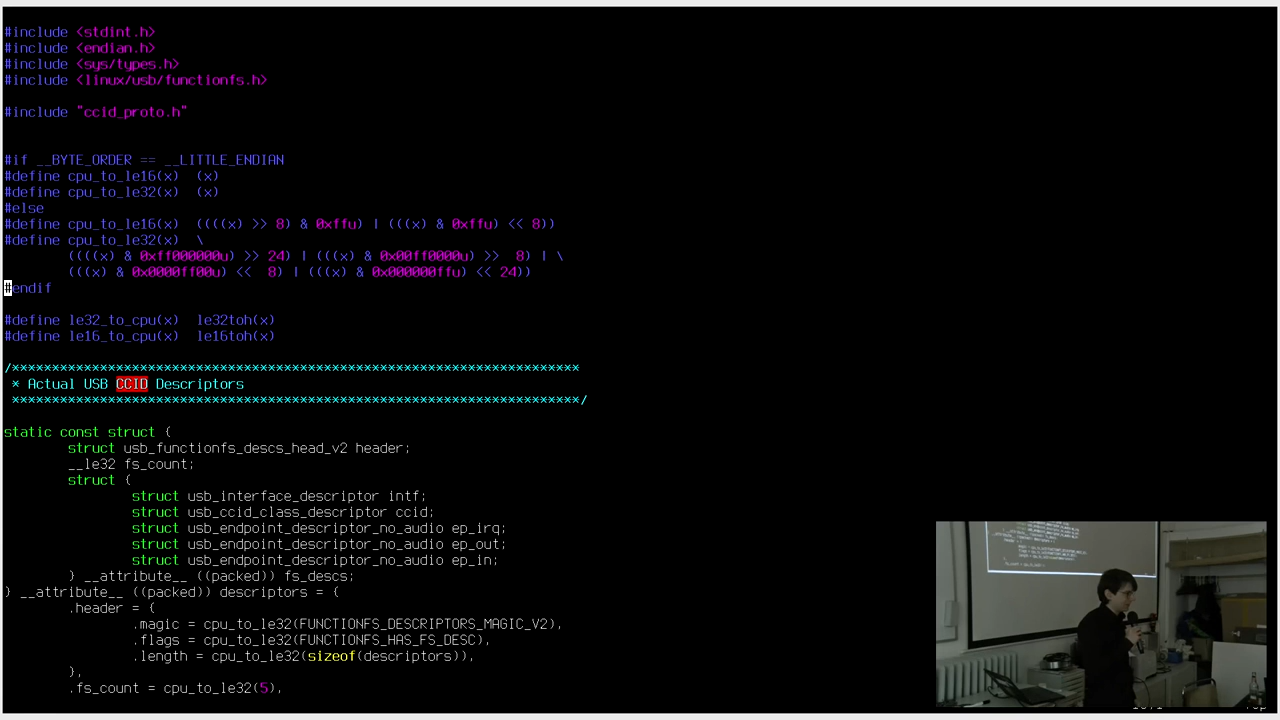 #include <stdint.h>
#include <endian.h>
#include <sys/types.h>
#include <linux/usb/functionfs.h>
#include "ccid_proto.h"
#if __BYTE_ORDER == __LITTLE_ENDIAN
#define cpu_to_le16(x)  (x)
#define cpu_to_le32(x)  (x)
#else
#define cpu_to_le16(x)  ((((x) >> 8) & 0xffu) | (((x) & 0xffu) << 8))
#define cpu_to_le32(x)  \
        ((((x) & 0xff000000u) >> 24) | (((x) & 0x00ff0000u) >>  8) | \
        (((x) & 0x0000ff00u) <<  8) | (((x) & 0x000000ffu) << 24))
#endif
#define le32_to_cpu(x)  le32toh(x)
#define le16_to_cpu(x)  le16toh(x)
/***********************************************************************
 * Actual USB CCID Descriptors
 ***********************************************************************/
static const struct {
        struct usb_functionfs_descs_head_v2 header;
        __le32 fs_count;
        struct {
                struct usb_interface_descriptor intf;
                struct usb_ccid_class_descriptor ccid;
                struct usb_endpoint_descriptor_no_audio ep_irq;
                struct usb_endpoint_descriptor_no_audio ep_out;
                struct usb_endpoint_descriptor_no_audio ep_in;
        } __attribute__ ((packed)) fs_descs;
} __attribute__ ((packed)) descriptors = {
        .header = {
                .magic = cpu_to_le32(FUNCTIONFS_DESCRIPTORS_MAGIC_V2),
                .flags = cpu_to_le32(FUNCTIONFS_HAS_FS_DESC),
                .length = cpu_to_le32(sizeof(descriptors)),
        },
        .fs_count = cpu_to_le32(5),